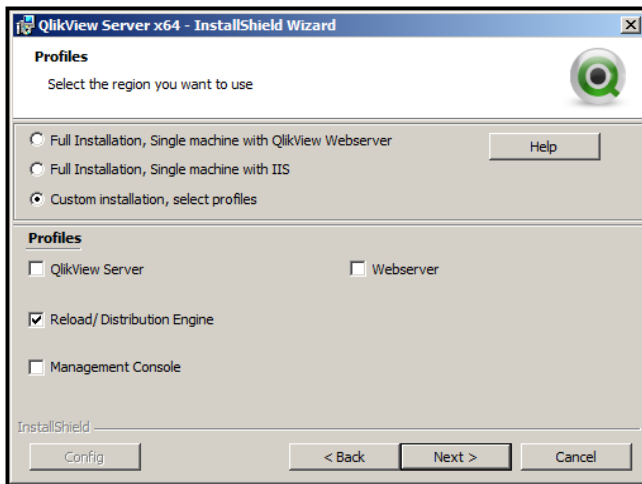 QlikView Server x64 - InstallShield Wizard
Profiles
Select the region you want to use
Full Installation, Single machine with QlikView Webserver
Help
Full Installation, Single machine with IIS
Custom installation, select profiles
Profiles
QlikView Server
Webserver
Reload/Distribution Engine
Management Console
InstallShield
Config
< Back
Next >
Cancel